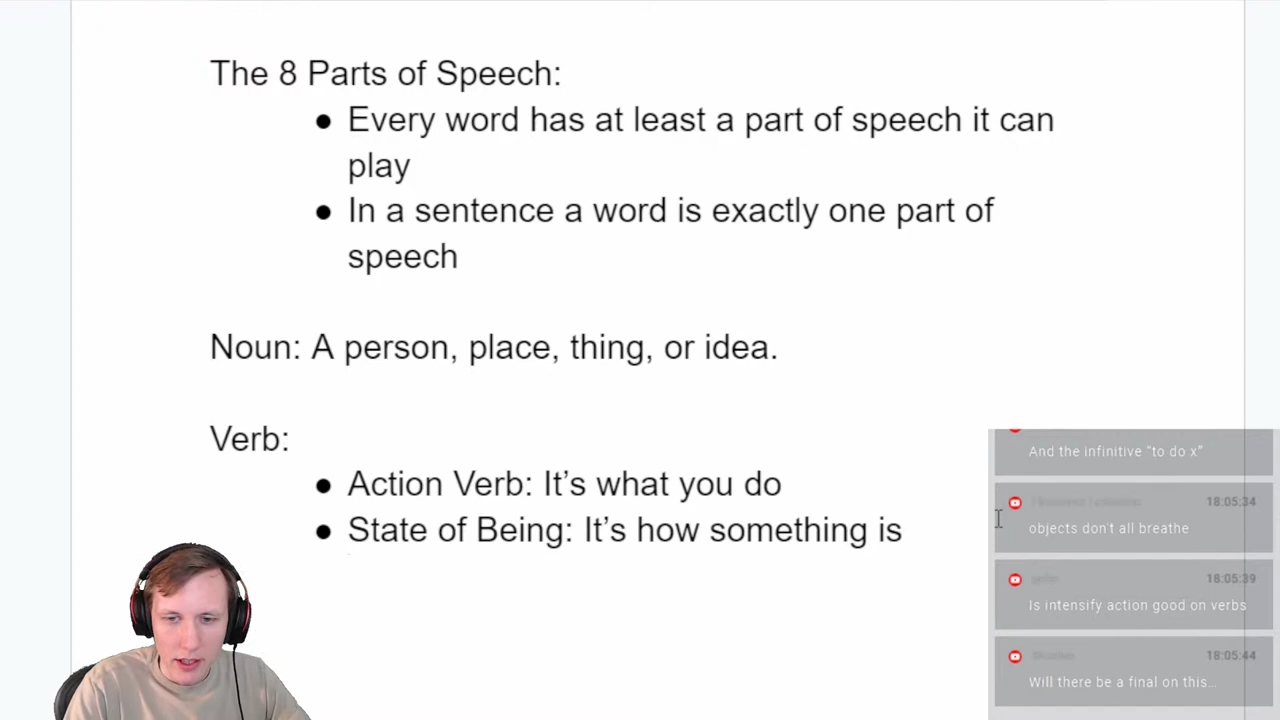 The 8 Parts of Speech:
● Every word has at least a part of speech it can
play
● In a sentence a word is exactly one part of
speech
Noun: A person, place, thing, or idea.
Verb:
● Action Verb: It's what you do
● State of Being: It's how something is
And the infinitive “to do x”
18:05:34
objects don't all breathe
18:05:39
Is intensify action good on verbs
18:05:44
Will there be a final on this...